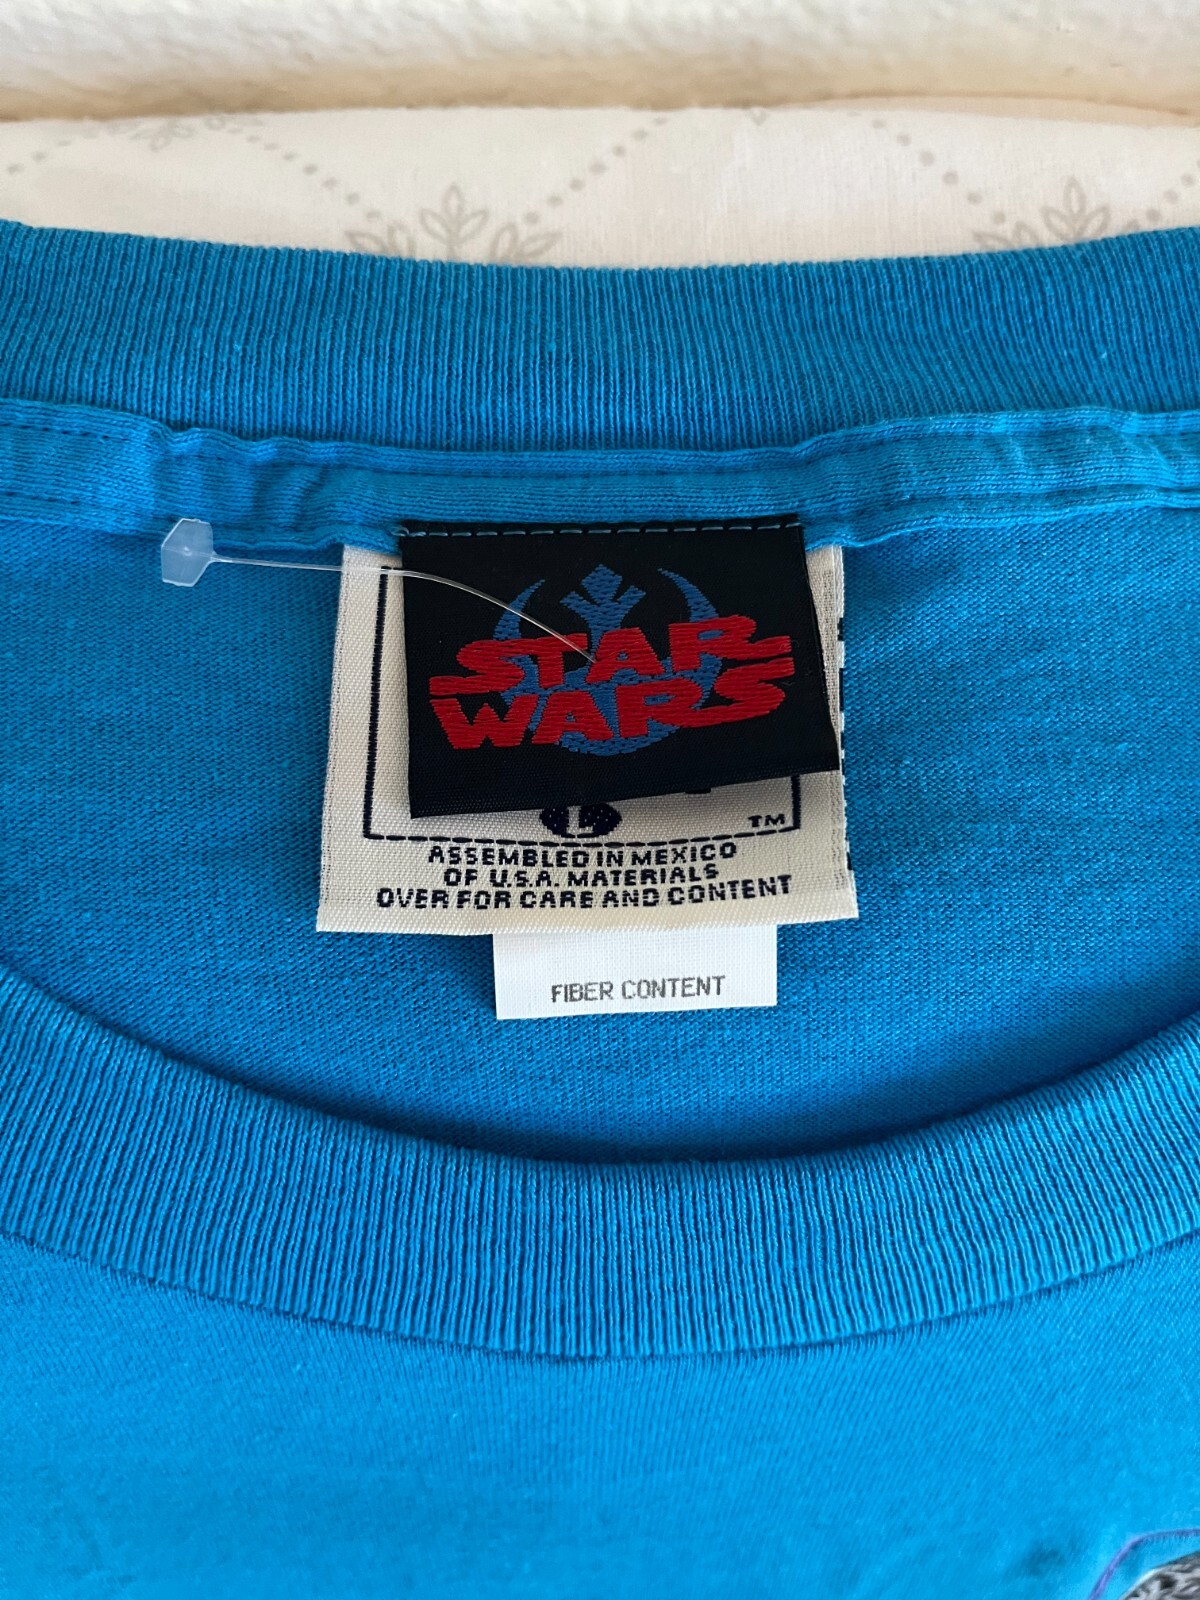 STAR
WARS
L
TM
ASSEMBLED IN MEXICO
OF U.S.A. MATERIALS
OVER FOR CARE AND CONTENT
FIBER CONTENT